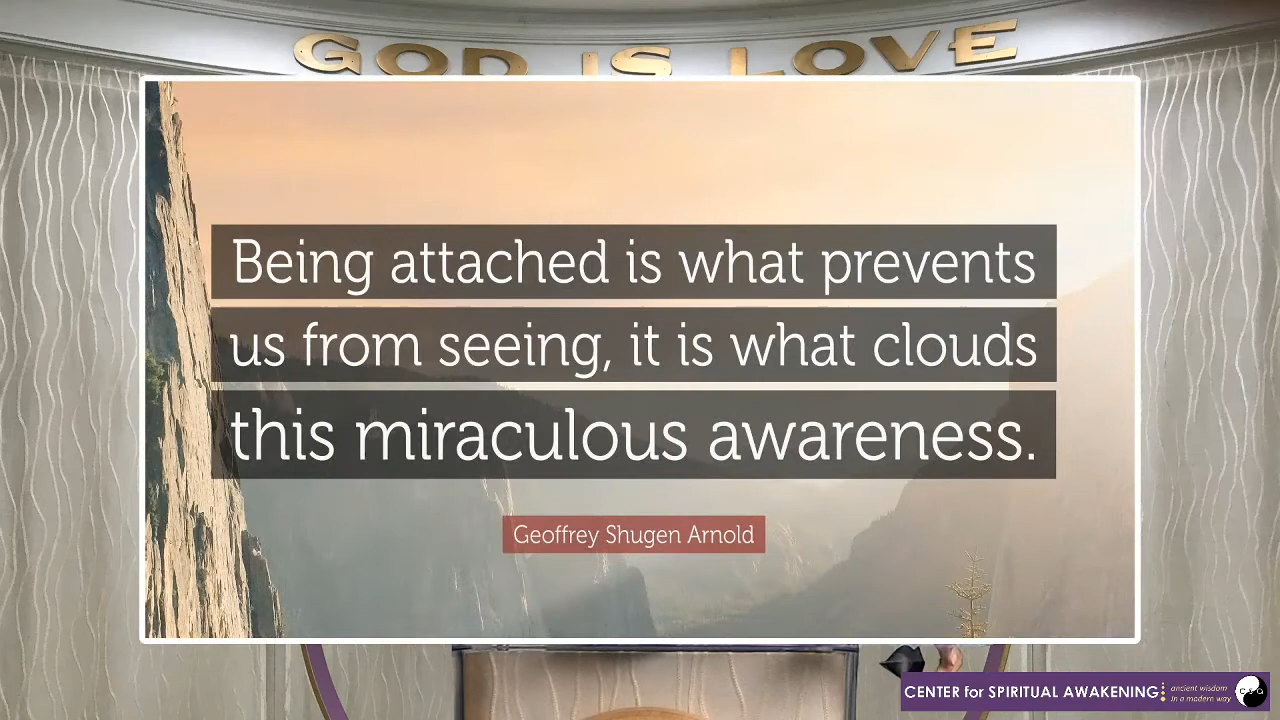 GOD IS LOVE
Being attached is what prevents
us from seeing, it is what clouds
this miraculous awareness.
Geoffrey Shugen Arnold
CENTER for SPIRITUAL AWAKENING
ancient wisdom
in a modern way